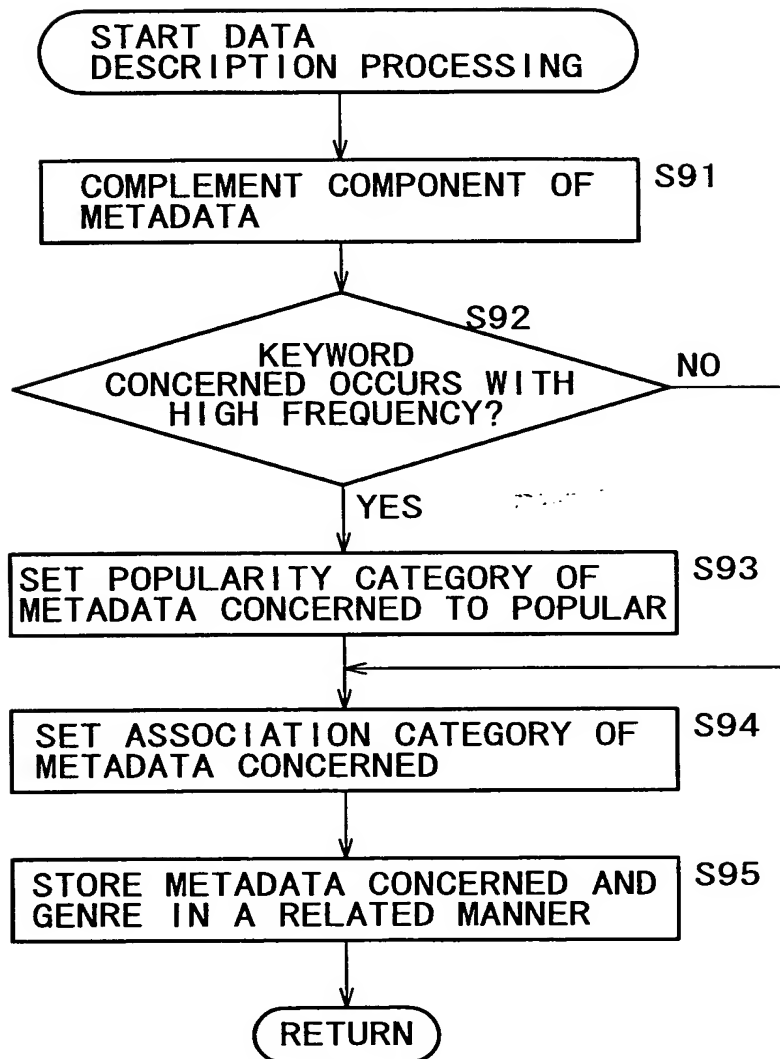 START DATA
DESCRIPTION PROCESSING
S91
COMPLEMENT COMPONENT OF
METADATA
S92
KEYWORD
CONCERNED OCCURS WITH
HIGH FREQUENCY?
NO
YES
S93
SET POPULARITY CATEGORY OF
METADATA CONCERNED TO POPULAR
S94
SET ASSOCIATION CATEGORY OF
METADATA CONCERNED
S95
STORE METADATA CONCERNED AND
GENRE IN A RELATED MANNER
RETURN